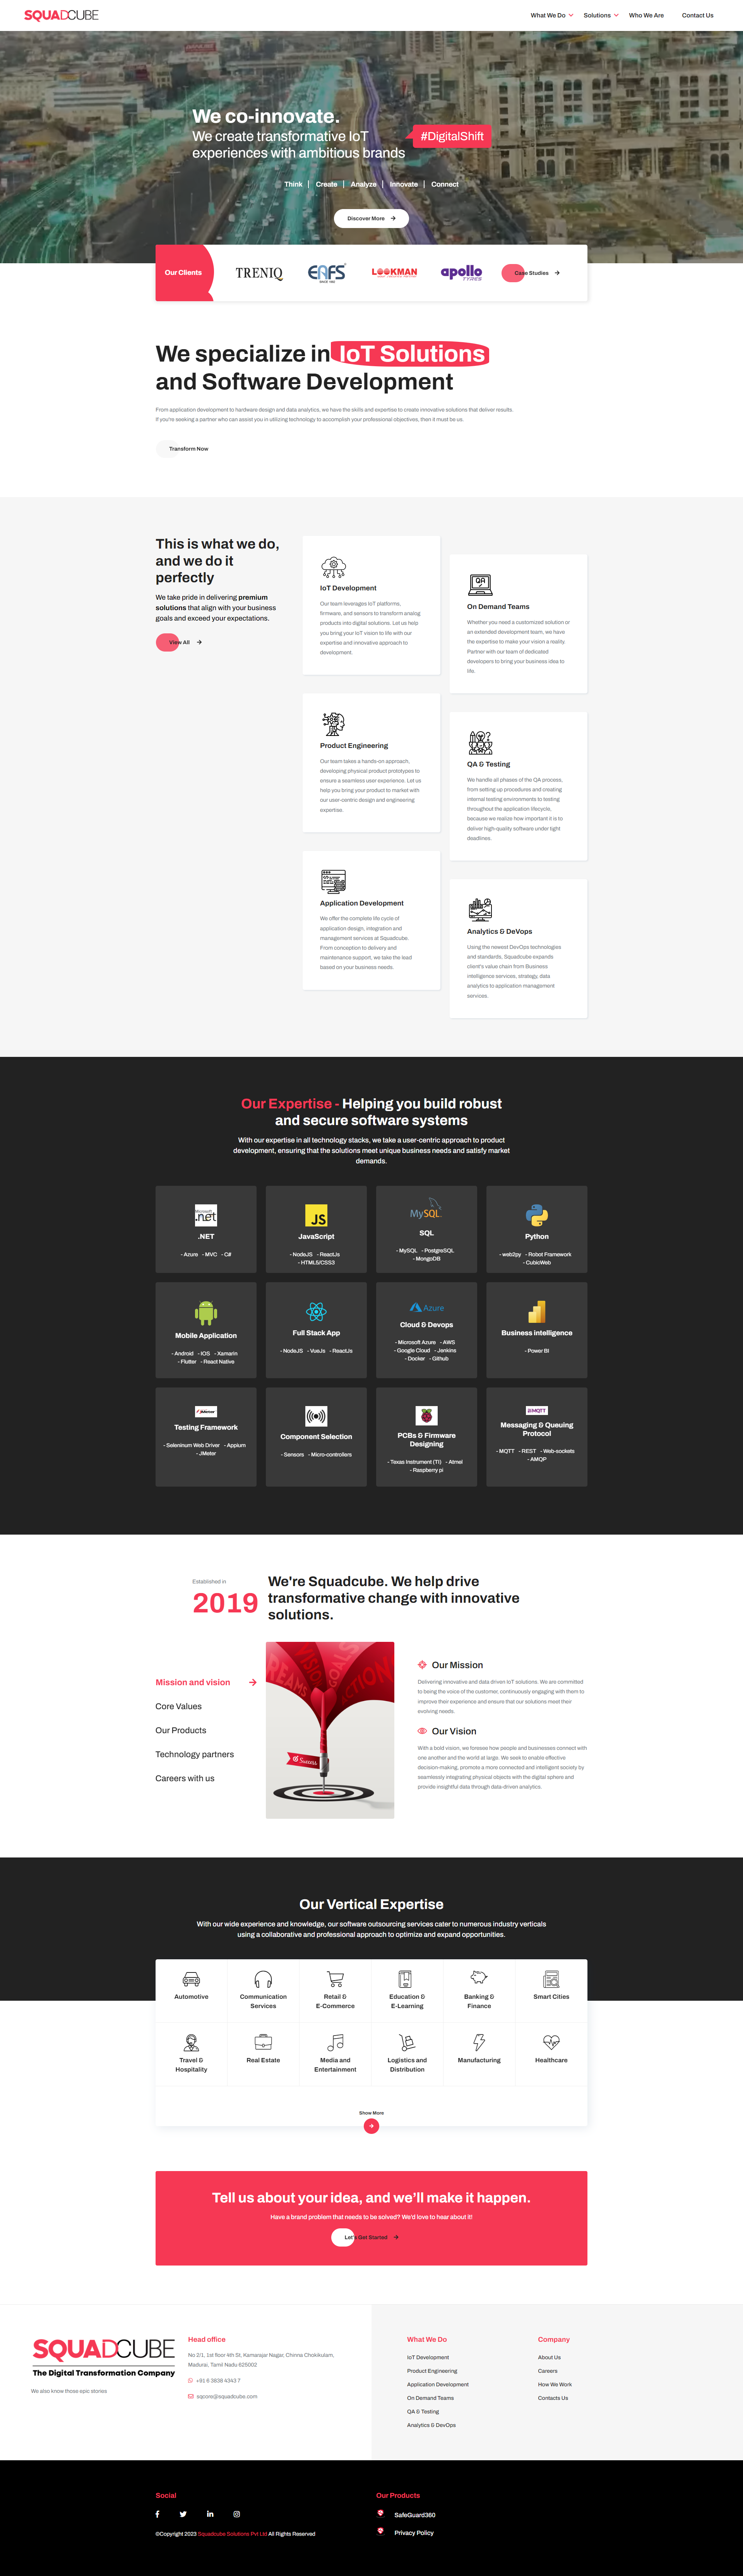 SQUADCUBE
What We Do
Solutions
Who We Are
Contact Us
We co-innovate.
We create transformative IoT
experiences with ambitious brands
#DigitalShift
Think | Create | Analyze | Innovate | Connect
Discover More
Our Clients
TRENIQ
EAFS
LOOKMAN
apollo
TYRES
Case Studies
We specialize in IoT Solutions
and Software Development
From application development to hardware design and data analytics, we have the skills and expertise to create innovative solutions that deliver results.
If you're seeking a partner who can assist you in utilizing technology to accomplish your professional objectives, then it must be us.
Transform Now
This is what we do,
and we do it
perfectly
We take pride in delivering premium
solutions that align with your business
goals and exceed your expectations.
View All
IoT Development
Our team leverages IoT platforms,
firmware, and sensors to transform analog
products into digital solutions. Let us help
you bring your IoT vision to life with our
expertise and innovative approach to
development.
On Demand Teams
Whether you need a customized solution or
an extended development team, we have
the expertise to make your vision a reality.
Partner with our team of dedicated
developers to bring your business idea to
life.
Product Engineering
Our team takes a hands-on approach,
developing physical product prototypes to
ensure a seamless user experience. Let us
help you bring your product to market with
our user-centric design and engineering
expertise.
QA & Testing
We handle all phases of the QA process,
from setting up procedures and creating
internal testing environments to testing
throughout the application lifecycle,
because we realize how important it is to
deliver high-quality software under tight
deadlines.
Application Development
We offer the complete life cycle of
application design, integration and
management services at Squadcube.
From conception to delivery and
maintenance support, we take the lead
based on your business needs.
Analytics & DeVops
Using the newest DevOps technologies
and standards, Squadcube expands
client's value chain from Business
intelligence services, strategy, data
analytics to application management
services.
Our Expertise - Helping you build robust
and secure software systems
With our expertise in all technology stacks, we take a user-centric approach to product
development, ensuring that the solutions meet unique business needs and satisfy market
demands.
Microsoft
.net
.NET
- Azure - MVC - C#
JS
JavaScript
- NodeJS - ReactJs
- HTML5/CSS3
MySQL
SQL
- MySQL - PostgreSQL
- MongoDB
Python
- web2py - Robot Framework
- CubicWeb
Mobile Application
- Android - IOS - Xamarin
- Flutter - React Native
Full Stack App
- NodeJS - VueJs - ReactJs
Azure
Cloud & Devops
- Microsoft Azure - AWS
- Google Cloud - Jenkins
- Docker - Github
Business intelligence
- Power BI
Testing Framework
- Seleninum Web Driver - Appium
- JMeter
Component Selection
- Sensors - Micro-controllers
PCBs & Firmware
Designing
- Texas Instrument (TI) - Atmel
- Raspberry pi
MQTT
Messaging & Queuing
Protocol
- MQTT - REST - Web-sockets
- AMQP
Established in
2019
We're Squadcube. We help drive
transformative change with innovative
solutions.
Mission and vision
Core Values
Our Products
Technology partners
Careers with us
DREAMS
VISION
GOALS
ACTION
Success
Our Mission
Delivering innovative and data driven IoT solutions. We are committed
to being the voice of the customer, continuously engaging with them to
improve their experience and ensure that our solutions meet their
evolving needs.
Our Vision
With a bold vision, we foresee how people and businesses connect with
one another and the world at large. We seek to enable effective
decision-making, promote a more connected and intelligent society by
seamlessly integrating physical objects with the digital sphere and
provide insightful data through data-driven analytics.
Our Vertical Expertise
With our wide experience and knowledge, our software outsourcing services cater to numerous industry verticals
using a collaborative and professional approach to optimize and expand opportunities.
Automotive
Communication
Services
Retail &
E-Commerce
Education &
E-Learning
Banking &
Finance
Smart Cities
Travel &
Hospitality
Real Estate
Media and
Entertainment
Logistics and
Distribution
Manufacturing
Healthcare
Show More
Tell us about your idea, and we'll make it happen.
Have a brand problem that needs to be solved? We'd love to hear about it!
Let's Get Started
SQUADCUBE
The Digital Transformation Company
We also know those epic stories
Head office
No 2/1, 1st floor 4th St, Kamarajar Nagar, Chinna Chokikulam,
Madurai, Tamil Nadu 625002
+91 6 3838 4343 7
sqcore@squadcube.com
What We Do
IoT Development
Product Engineering
Application Development
On Demand Teams
QA & Testing
Analytics & DevOps
Company
About Us
Careers
How We Work
Contacts Us
Social
©Copyright 2023 Squadcube Solutions Pvt Ltd All Rights Reserved
Our Products
SafeGuard360
Privacy Policy